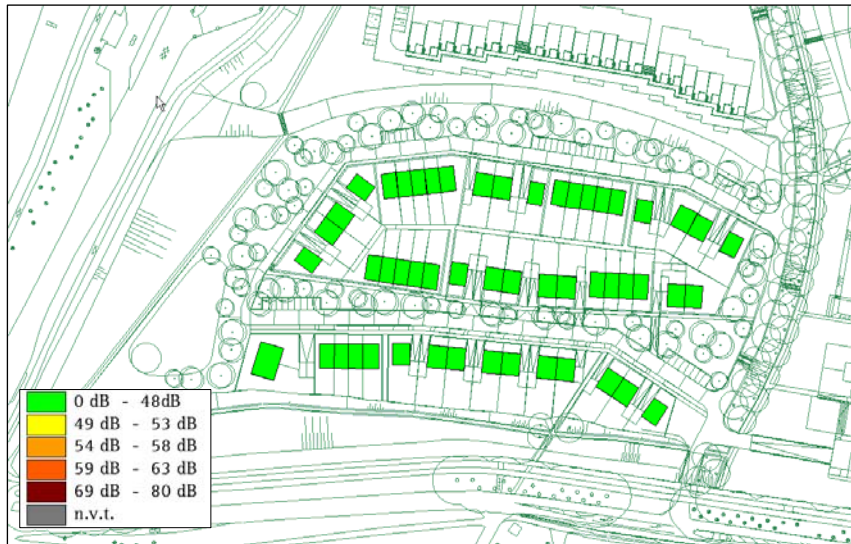 0 dB - 48dB
49 dB - 53 dB
54 dB - 58 dB
59 dB - 63 dB
69 dB - 80 dB
n.v.t.